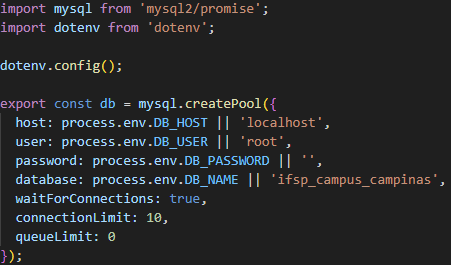 import mysql from 'mysql2/promise';
import dotenv from 'dotenv';

dotenv.config();

export const db = mysql.createPool({
  host: process.env.DB_HOST || 'localhost',
  user: process.env.DB_USER || 'root',
  password: process.env.DB_PASSWORD || '',
  database: process.env.DB_NAME || 'ifsp_campus_campinas',
  waitForConnections: true,
  connectionLimit: 10,
  queueLimit: 0
});